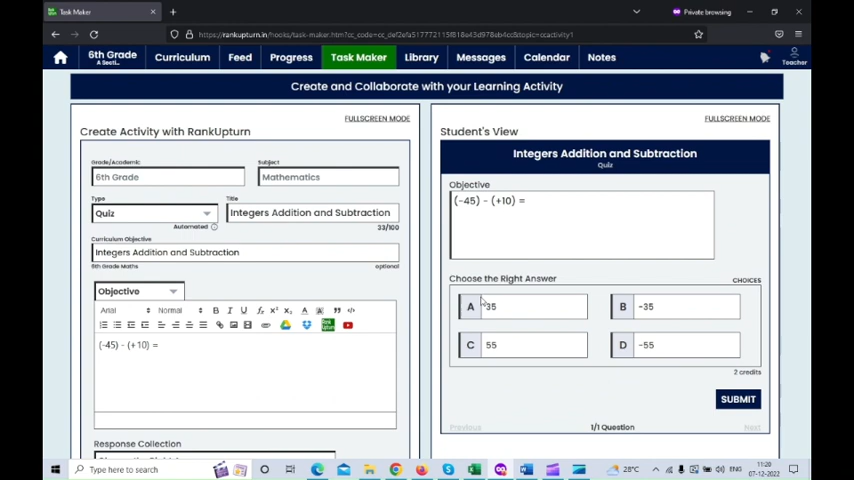 Task Maker
Private browsing
https://rankupturn.in/hooks/task-maker.htm?cc_code=cc_def2efa517772115f818e43d978eb4cc&topic=ccactivity1
6th Grade
A Secti...
Curriculum
Feed
Progress
Task Maker
Library
Messages
Calendar
Notes
Teacher
Create and Collaborate with your Learning Activity
FULLSCREEN MODE
Create Activity with RankUpturn
Grade/Academic
Subject
6th Grade
Mathematics
Type
Title
Quiz
Integers Addition and Subtraction
Automated
33/100
Curriculum Objective
Integers Addition and Subtraction
6th Grade Maths
optional
Objective
Arial
Normal
(-45) - (+10) =
Response Collection
FULLSCREEN MODE
Student's View
Integers Addition and Subtraction
Quiz
Objective
(-45) - (+10) =
Choose the Right Answer
CHOICES
A 35
B -35
C 55
D -55
2 credits
SUBMIT
Previous
1/1 Question
Next
Type here to search
28°C
ENG
11:20
07-12-2022